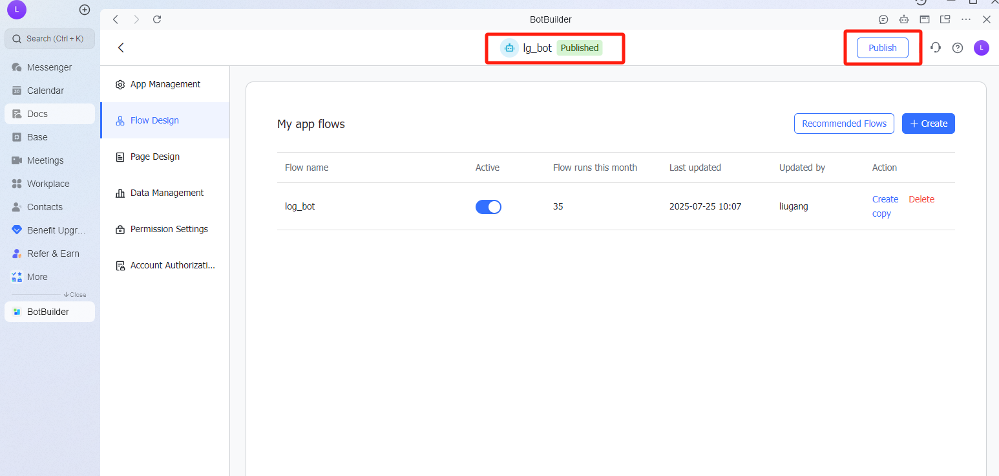 L
Search (Ctrl + K)
Messenger
30
Calendar
Docs
Base
Meetings
Workplace
Contacts
Benefit Upgr...
Refer & Earn
More
Close
BotBuilder
BotBuilder
lg_bot Published
Publish
L
App Management
Flow Design
Page Design
Data Management
Permission Settings
Account Authorizati...
My app flows
Recommended Flows
+ Create
Flow name Active Flow runs this month Last updated Updated by Action
log_bot 35 2025-07-25 10:07 liugang Create copy Delete